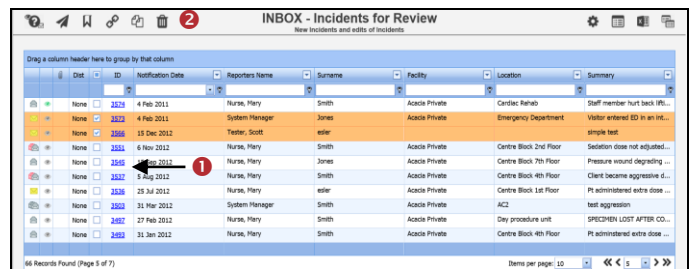 2 INBOX - Incidents for Review
New incidents and edits of incidents
Drag a column header here to group by that column
Dist ID Notification Date Reporters Name Surname Facility Location Summary
None 3574 4 Feb 2011 Nurse, Mary Smith Acacia Private Cardiac Rehab Staff member hurt back lifti...
None 3573 4 Feb 2011 System Manager Jones Acacia Private Emergency Department Visitor entered ED in an int...
None 3566 15 Dec 2012 Tester, Scott esler simple test
None 3551 6 Nov 2012 Nurse, Mary Smith Acacia Private Centre Block 2nd Floor Sedation dose not adjusted...
None 3545 Sep 2012 Nurse, Mary Jones Acacia Private Centre Block 7th Floor Pressure wound degrading ...
1
None 3537 5 Aug 2012 Nurse, Mary Smith Acacia Private Centre Block 4th Floor Client became aggressive d...
None 3536 25 Jul 2012 Nurse, Mary esler Acacia Private Centre Block 1st Floor Pt administered extra dose ...
None 3503 31 Mar 2012 System Manager Smith Acacia Private AC2 test aggression
None 3497 27 Feb 2012 Nurse, Mary Smith Acacia Private Day procedure unit SPECIMEN LOST AFTER CO...
None 3493 31 Jan 2012 Nurse, Mary Smith Acacia Private Centre Block 4th Floor Pt adminstered extra dose ...
66 Records Found (Page 5 of 7) Items per page: 10 5